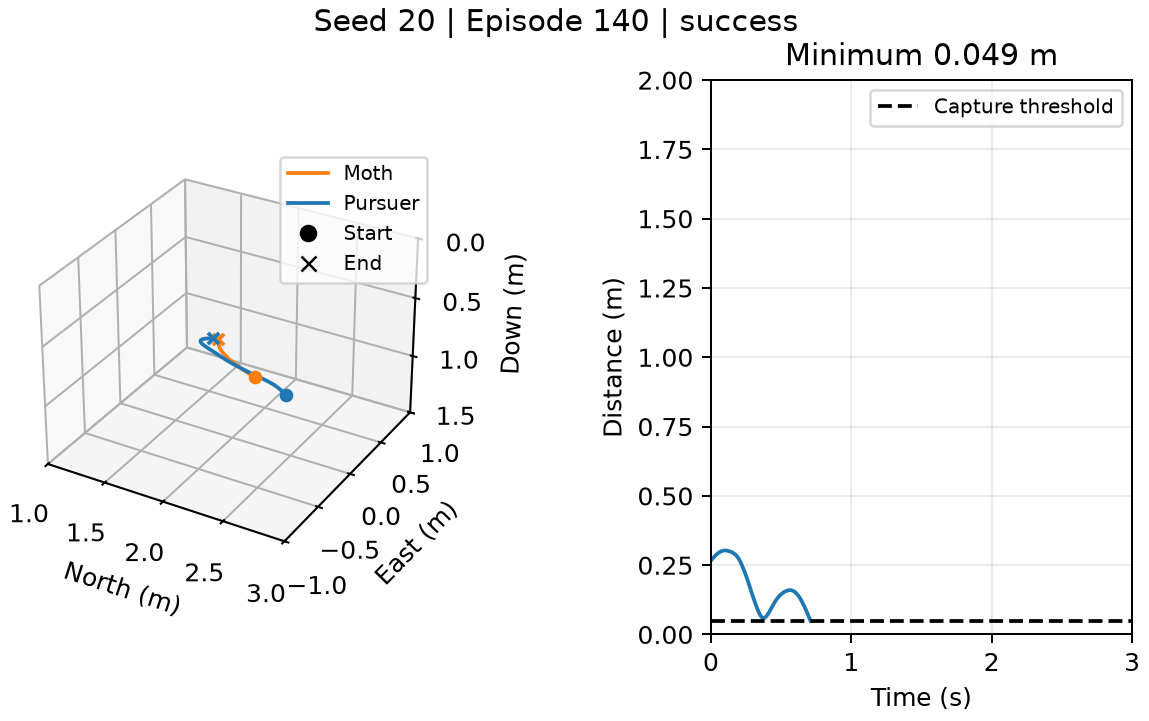 Seed 20 | Episode 140 | success
Moth
Pursuer
Start
End
0.0
0.5
1.0
1.5
Down (m)
1.0
0.5
0.0
−0.5
−1.0
East (m)
1.0
1.5
2.0
2.5
3.0
North (m)
Minimum 0.049 m
Capture threshold
2.00
1.75
1.50
1.25
1.00
0.75
0.50
0.25
0.00
Distance (m)
0 1 2 3
Time (s)